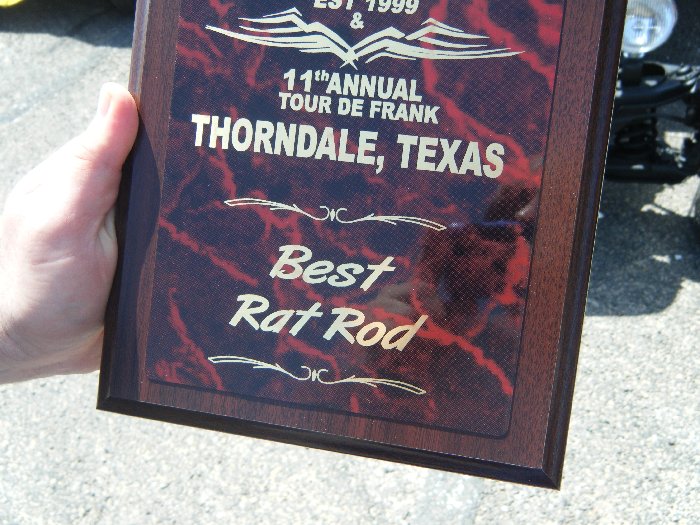 EST 1999
&
11th ANNUAL
TOUR DE FRANK
THORNDALE, TEXAS
Best
Rat Rod